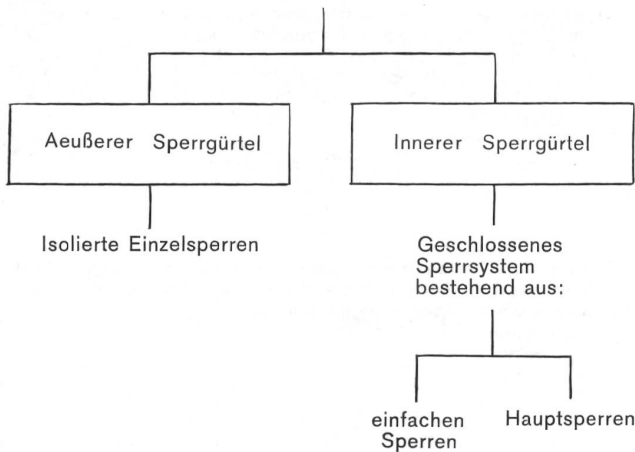 Aeußerer Sperrgürtel
Innerer Sperrgürtel
Isolierte Einzelsperren
Geschlossenes
Sperrsystem
bestehend aus:
einfachen
Sperren
Hauptsperren